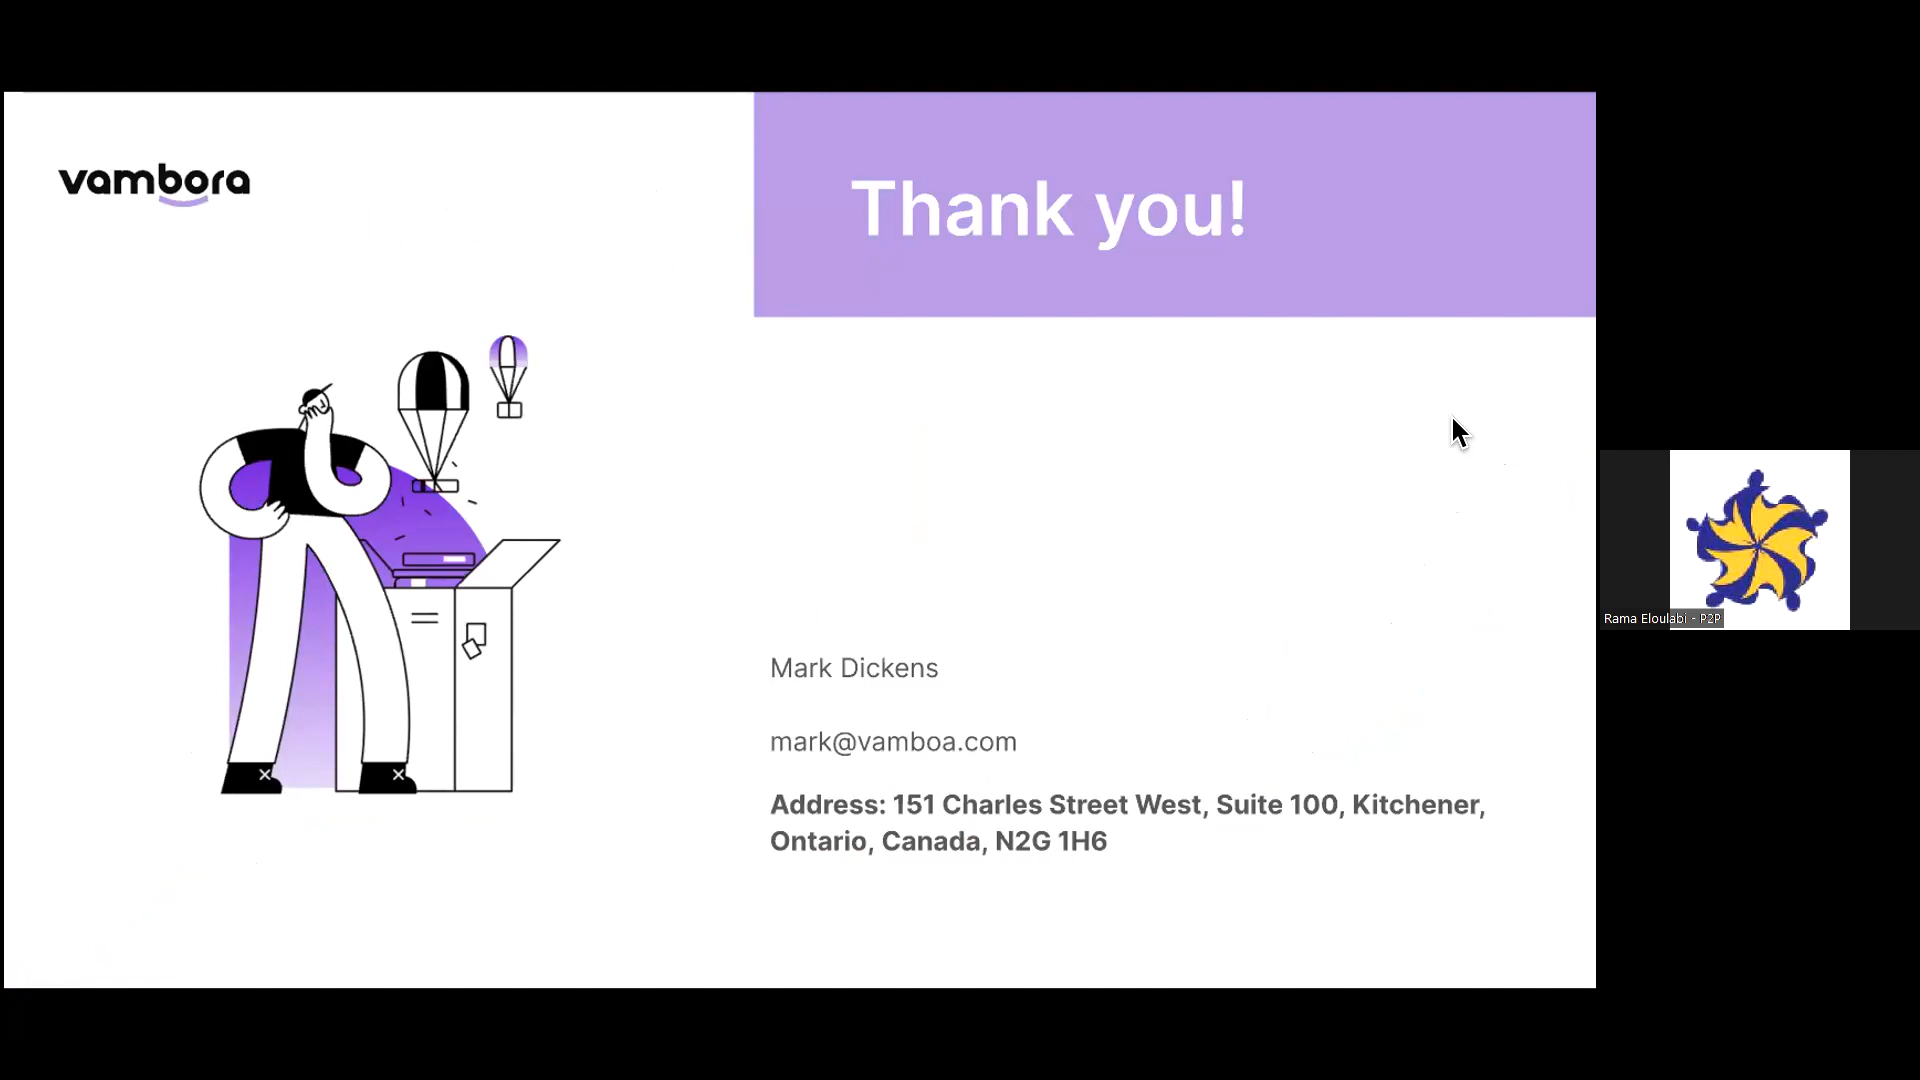 vambora
Thank you!
Mark Dickens
mark@vamboa.com
Address: 151 Charles Street West, Suite 100, Kitchener,
Ontario, Canada, N2G 1H6
Rama Eloulabi - P2P